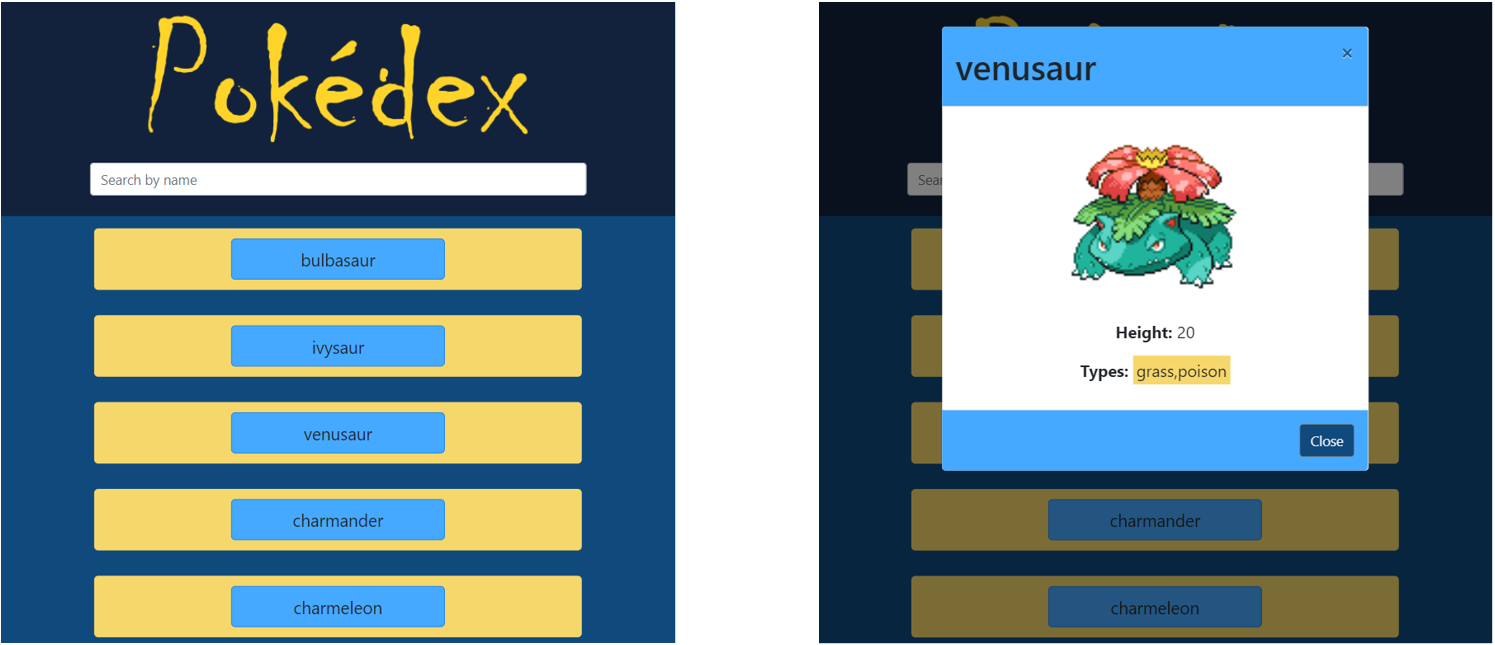 Pokédex
Search by name
bulbasaur
ivysaur
venusaur
charmander
charmeleon
venusaur
×
Sear
Height: 20
Types: grass,poison
Close
charmander
charmeleon